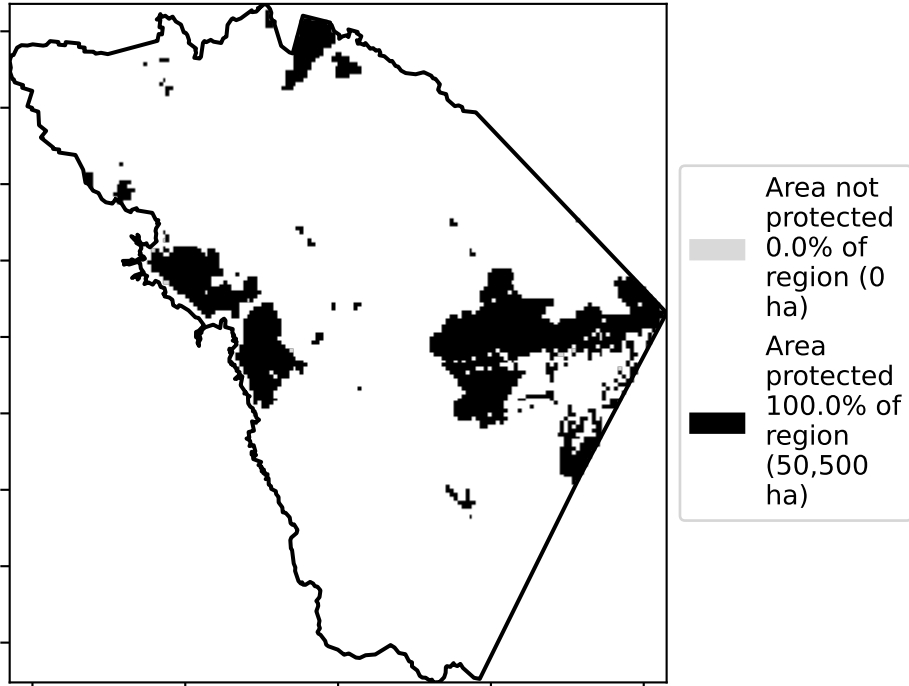 Area not
protected
0.0% of
region (0
ha)
Area
protected
100.0% of
region
(50,500
ha)